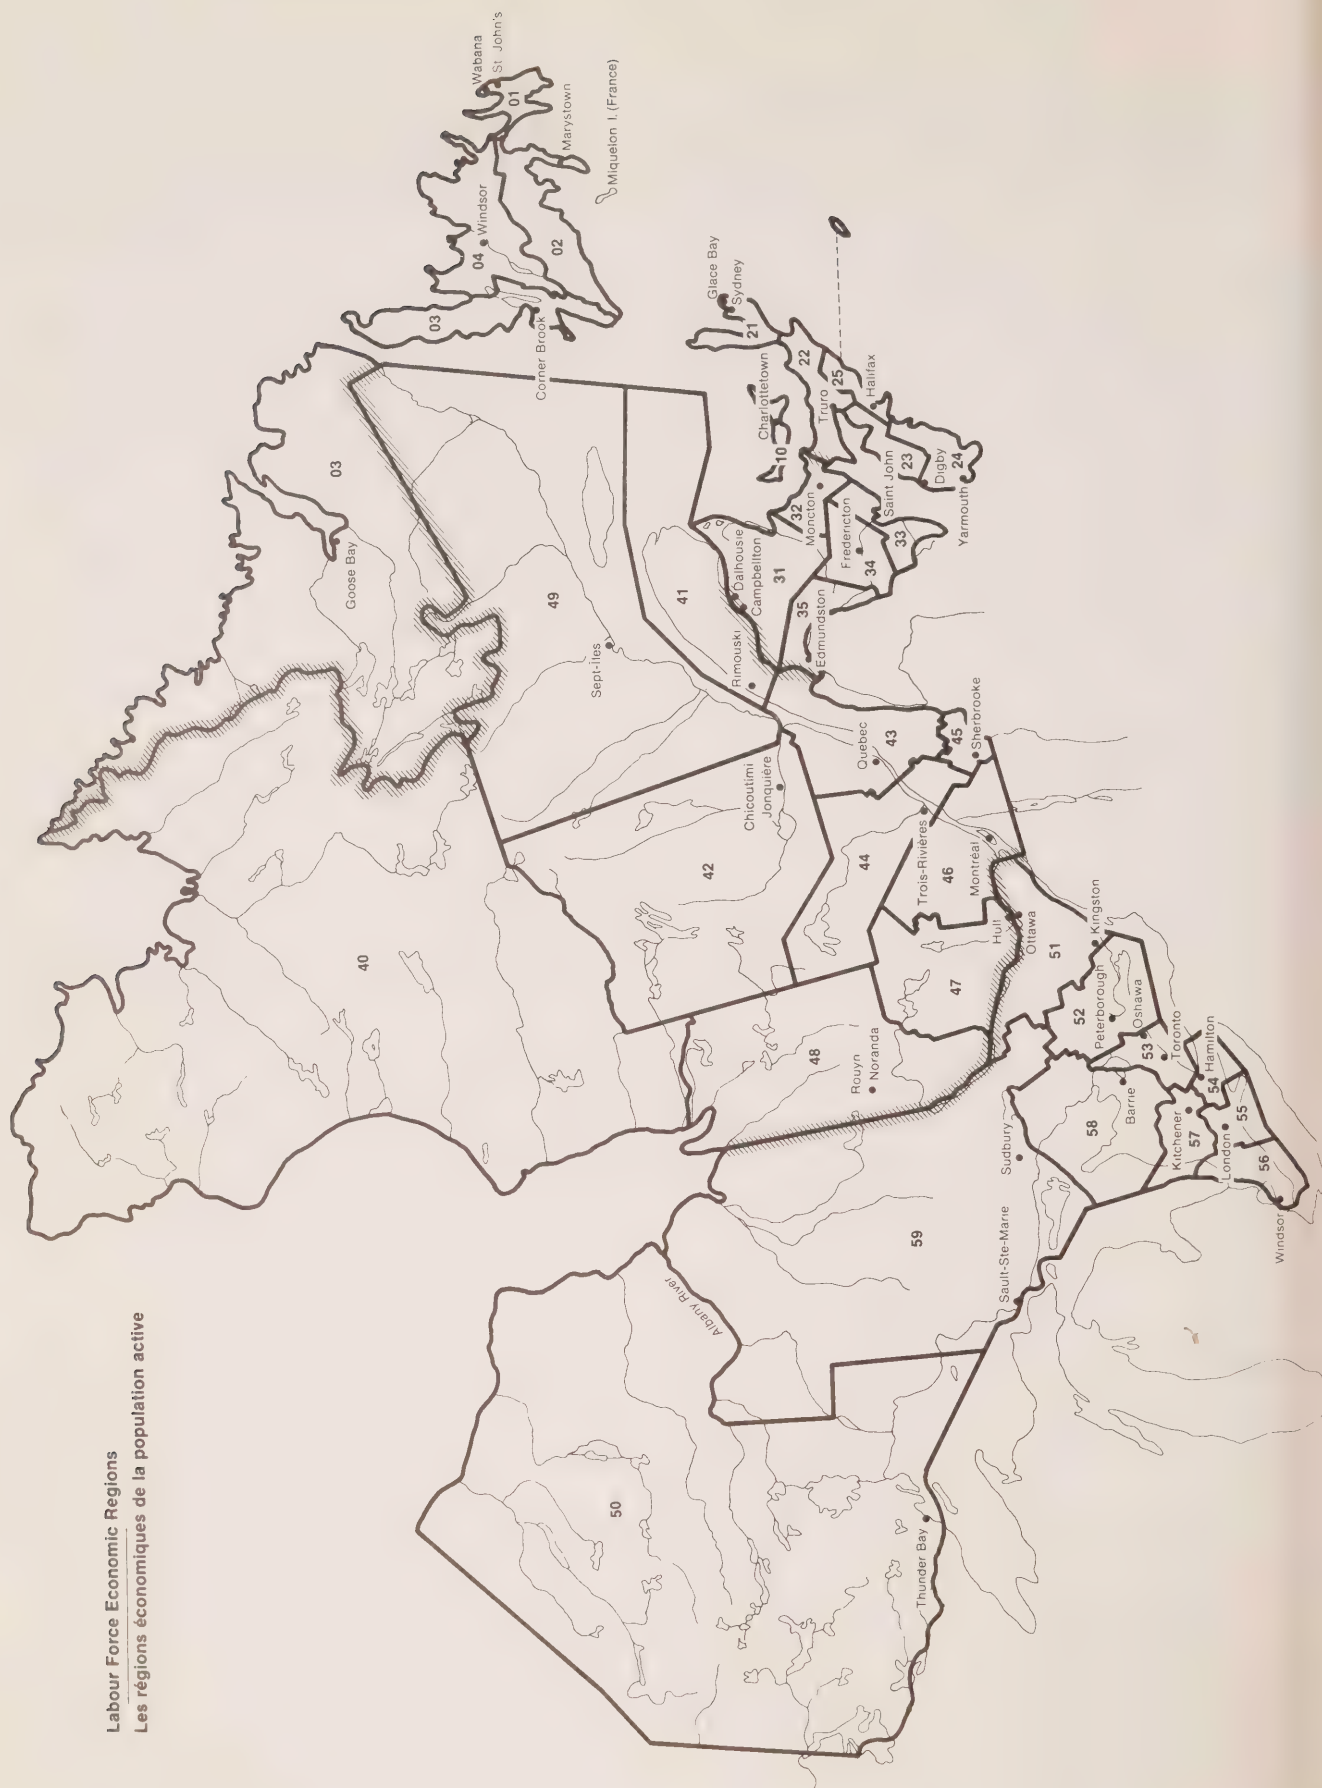 Labour Force Economic Regions
Les régions économiques de la population active
40
03
Goose Bay
49
Sept-Îles
41
42
Chicoutimi
Jonquière
03
04
Windsor
Corner Brook
02
01
Wabana
St John's
Marystown
Miquelon I. (France)
50
Albany River
59
48
Rouyn
Noranda
44
47
46
Trois-Rivières
Montréal
Hull
Ottawa
Quebec
43
45
Sherbrooke
Rimouski
Dalhousie
Campbellton
31
35
Edmundston
32
Moncton
Fredericton
34
33
Saint John
10
Charlottetown
Glace Bay
Sydney
21
22
Truro
25
Halifax
23
Digby
24
Yarmouth
Thunder Bay
Sault-Ste-Marie
Sudbury
58
Barrie
51
Kingston
52
Peterborough
Oshawa
53
Toronto
Hamilton
54
Kitchener
57
London
55
56
Windsor